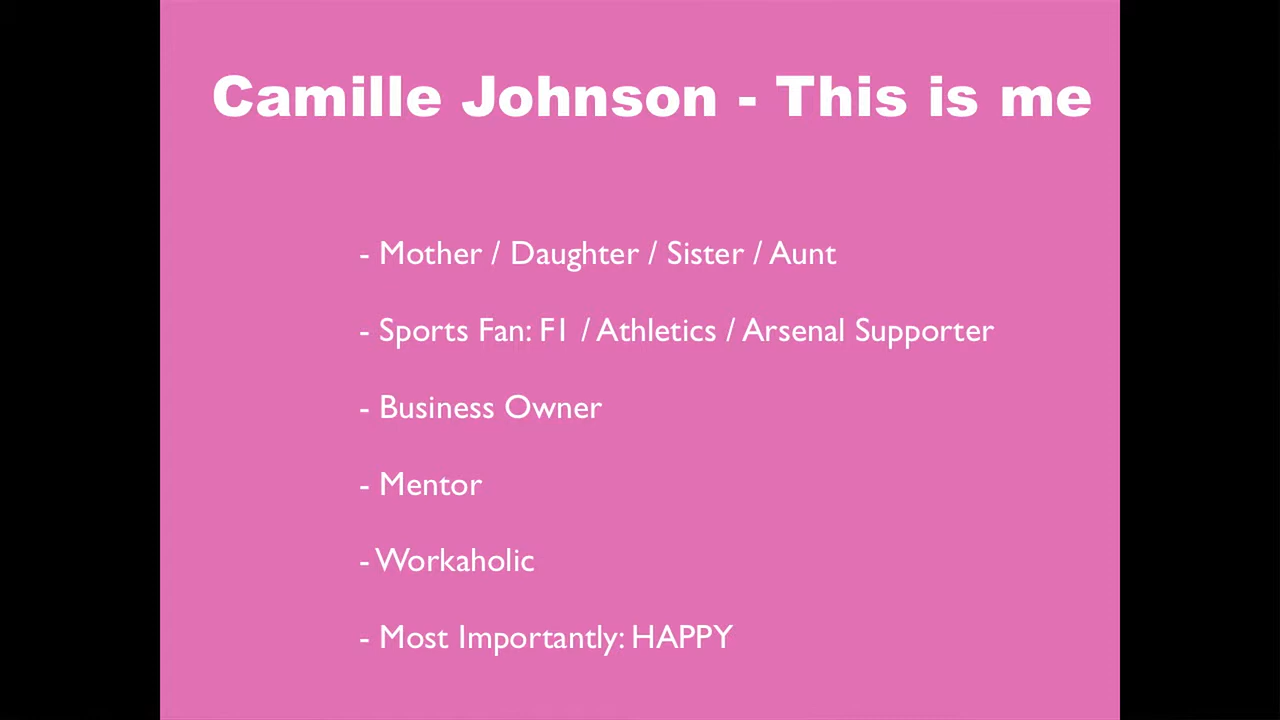 Camille Johnson - This is me
- Mother / Daughter / Sister / Aunt
- Sports Fan: F1 / Athletics / Arsenal Supporter
- Business Owner
- Mentor
- Workaholic
- Most Importantly: HAPPY